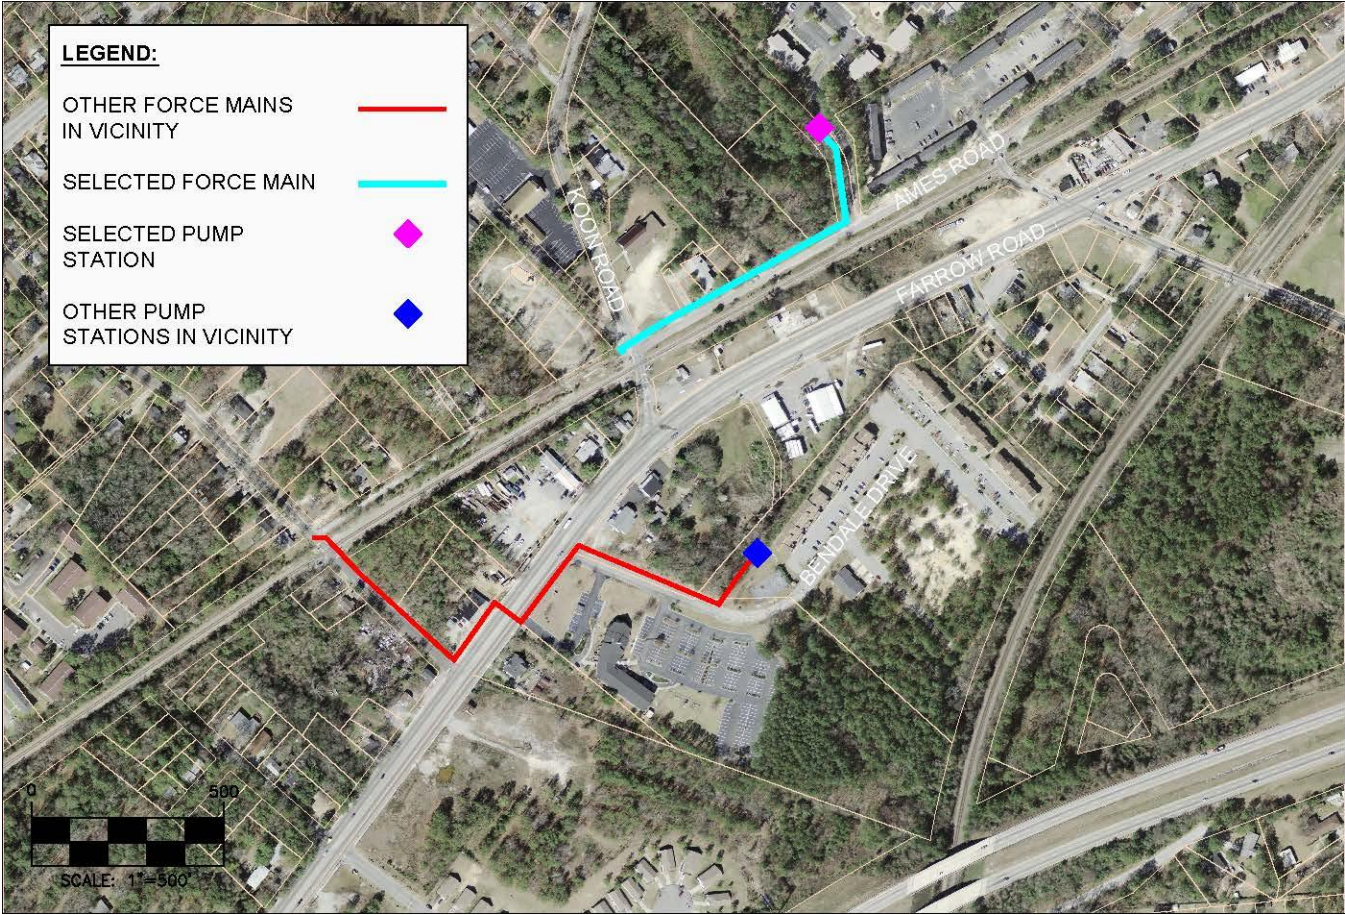 LEGEND:
OTHER FORCE MAINS
IN VICINITY
SELECTED FORCE MAIN
SELECTED PUMP
STATION
OTHER PUMP
STATIONS IN VICINITY
KOON ROAD
AMES ROAD
FARROW ROAD
BENDALE DRIVE
0 500
SCALE: 1"=500'